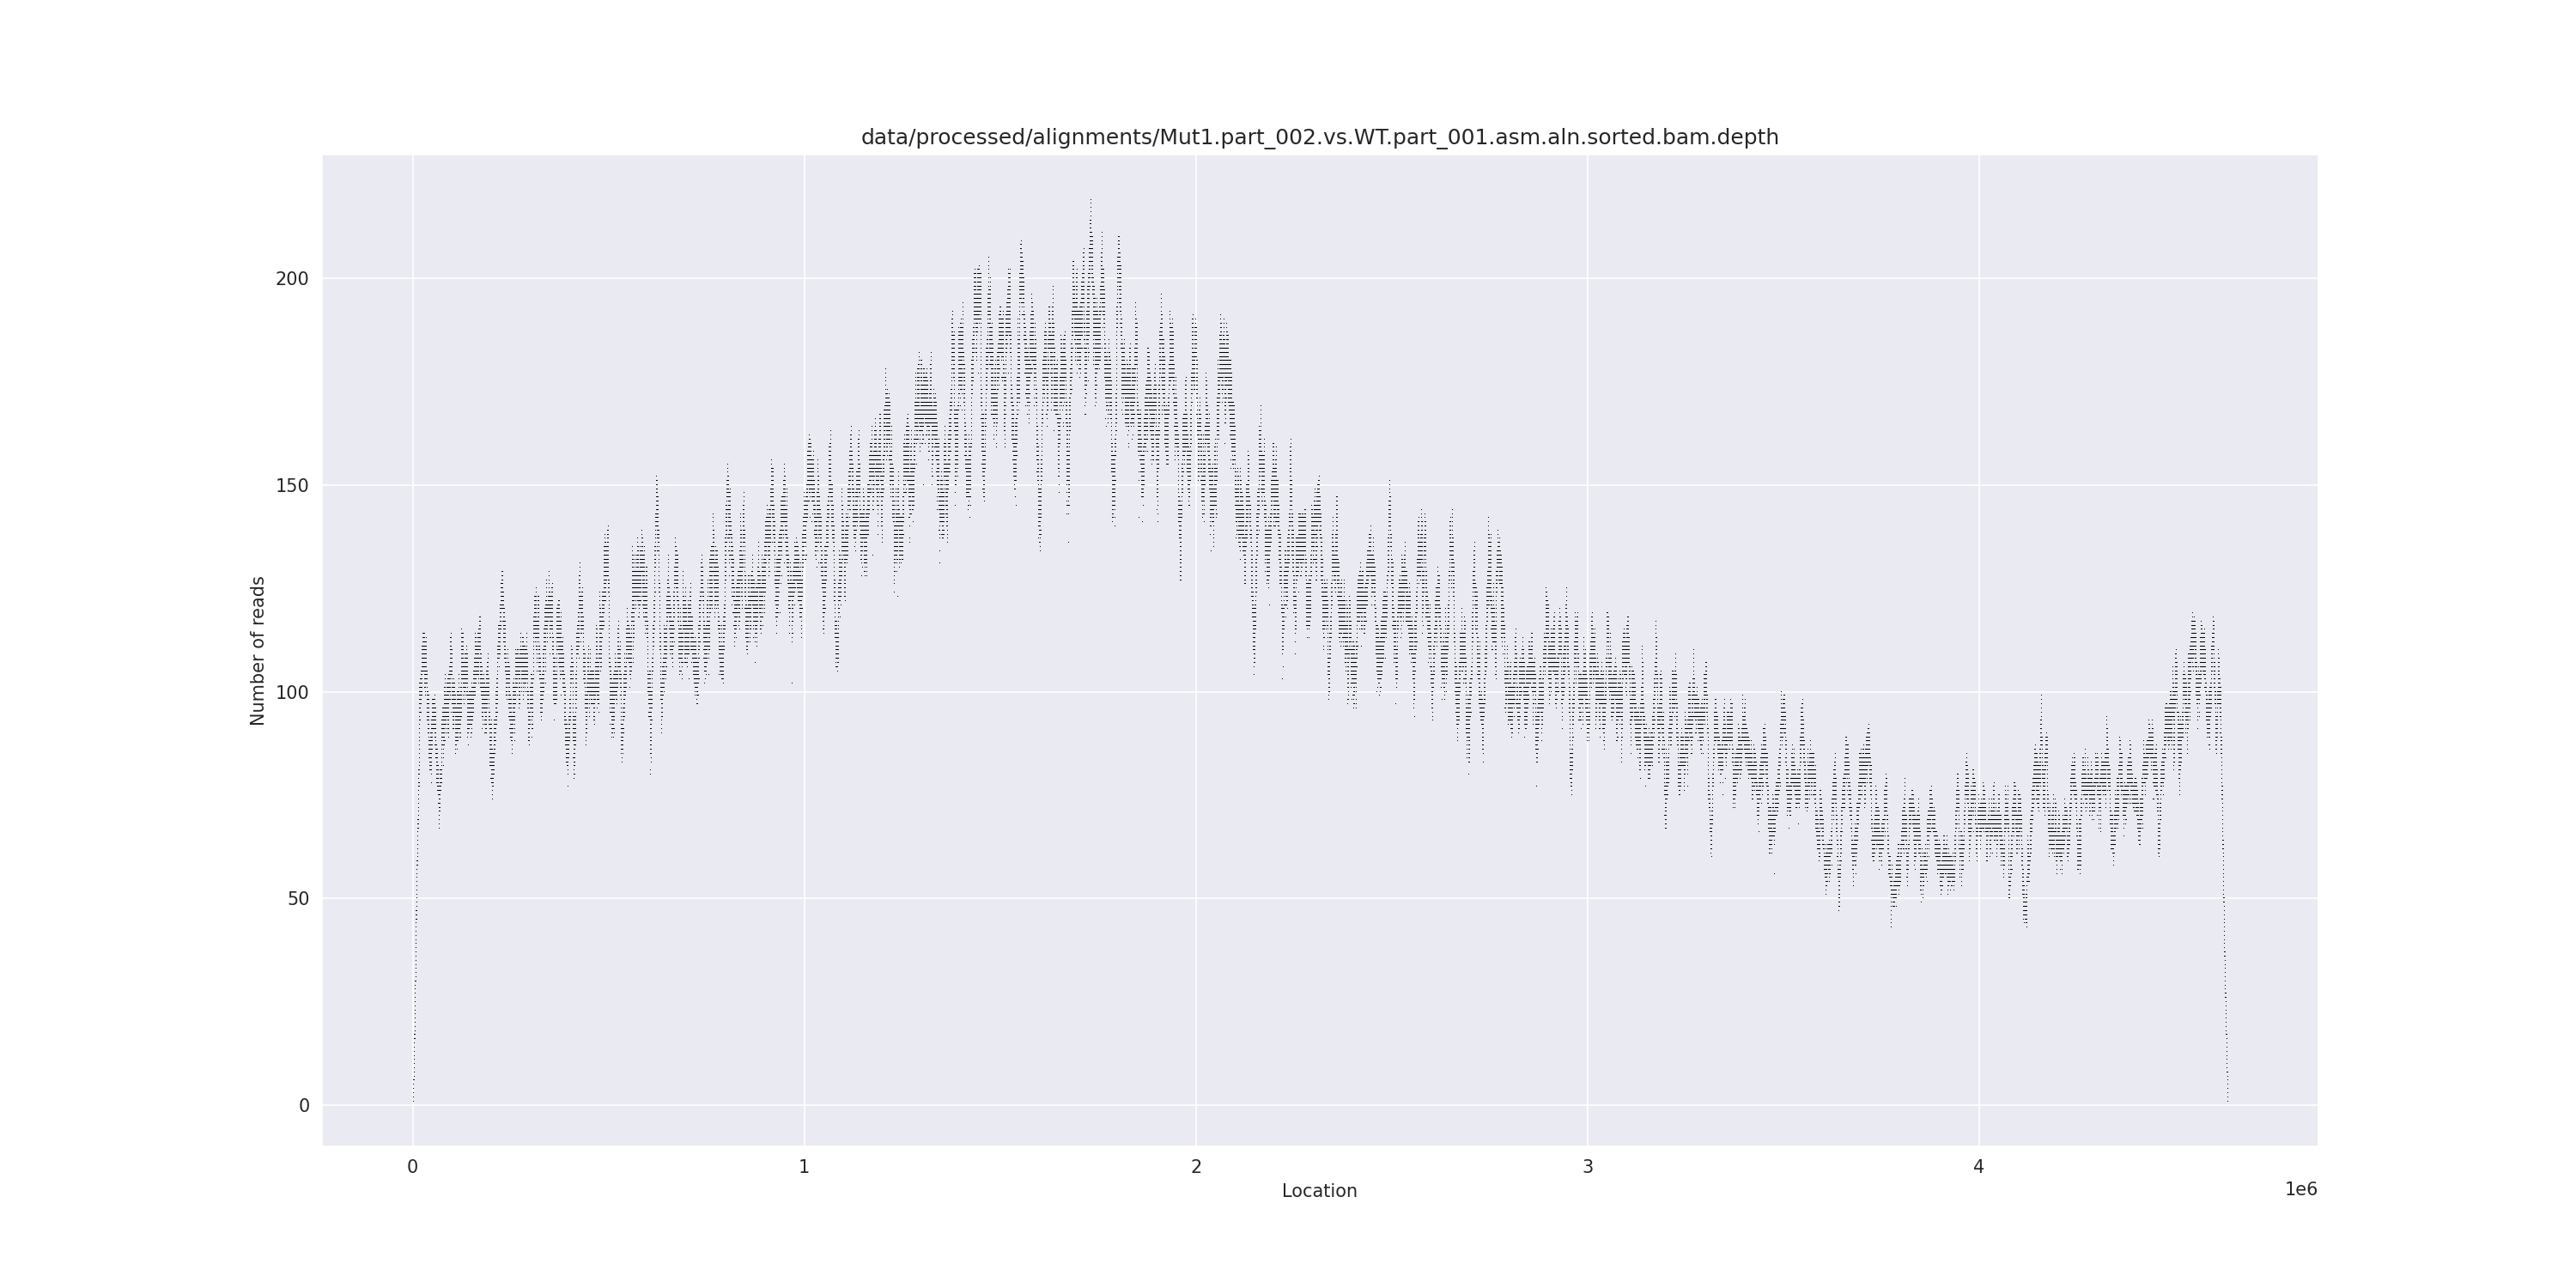 data/processed/alignments/Mut1.part_002.vs.WT.part_001.asm.aln.sorted.bam.depth
200
150
100
50
0
Number of reads
0 1 2 3 4
Location
1e6